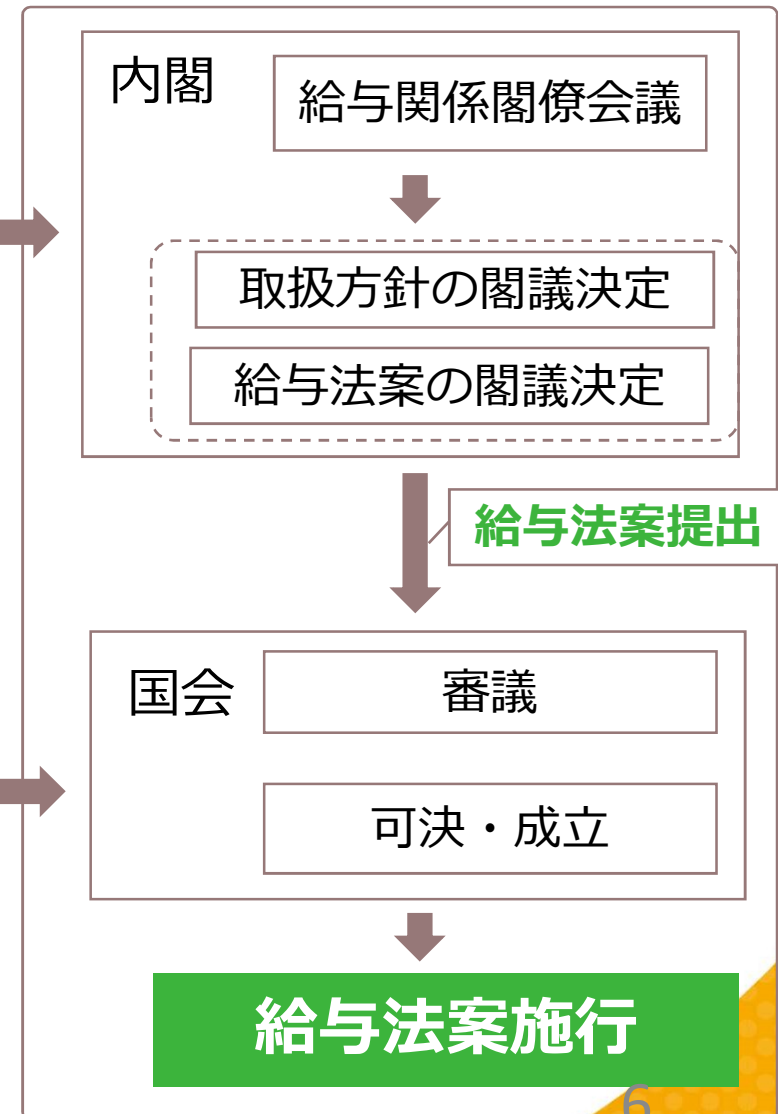 内閣
給与関係閣僚会議
取扱方針の閣議決定
給与法案の閣議決定
給与法案提出
国会
審議
可決・成立
給与法案施行
6